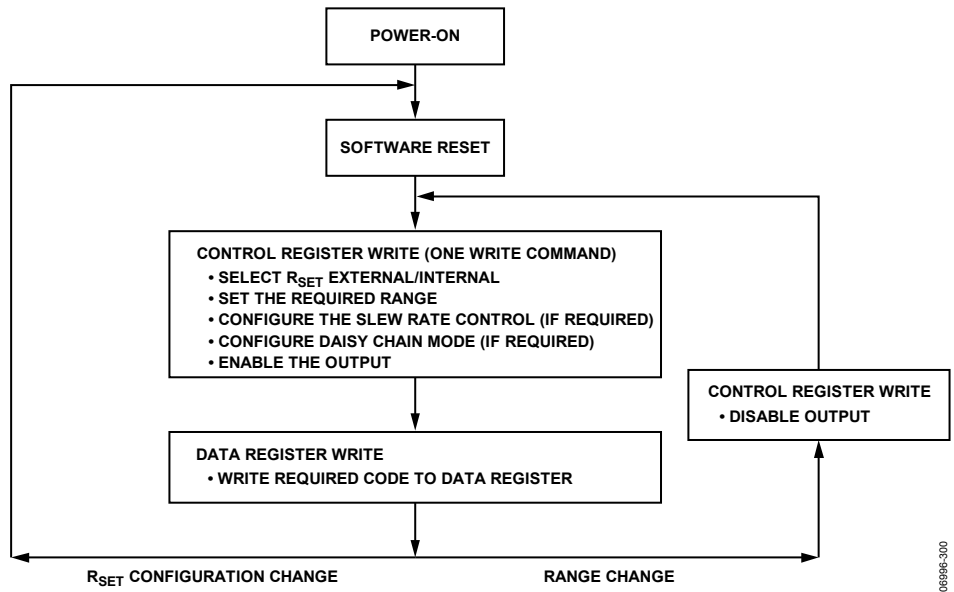 POWER-ON
SOFTWARE RESET
CONTROL REGISTER WRITE (ONE WRITE COMMAND)
• SELECT RSET EXTERNAL/INTERNAL
• SET THE REQUIRED RANGE
• CONFIGURE THE SLEW RATE CONTROL (IF REQUIRED)
• CONFIGURE DAISY CHAIN MODE (IF REQUIRED)
• ENABLE THE OUTPUT
CONTROL REGISTER WRITE
• DISABLE OUTPUT
DATA REGISTER WRITE
• WRITE REQUIRED CODE TO DATA REGISTER
RSET CONFIGURATION CHANGE
RANGE CHANGE
06996-300